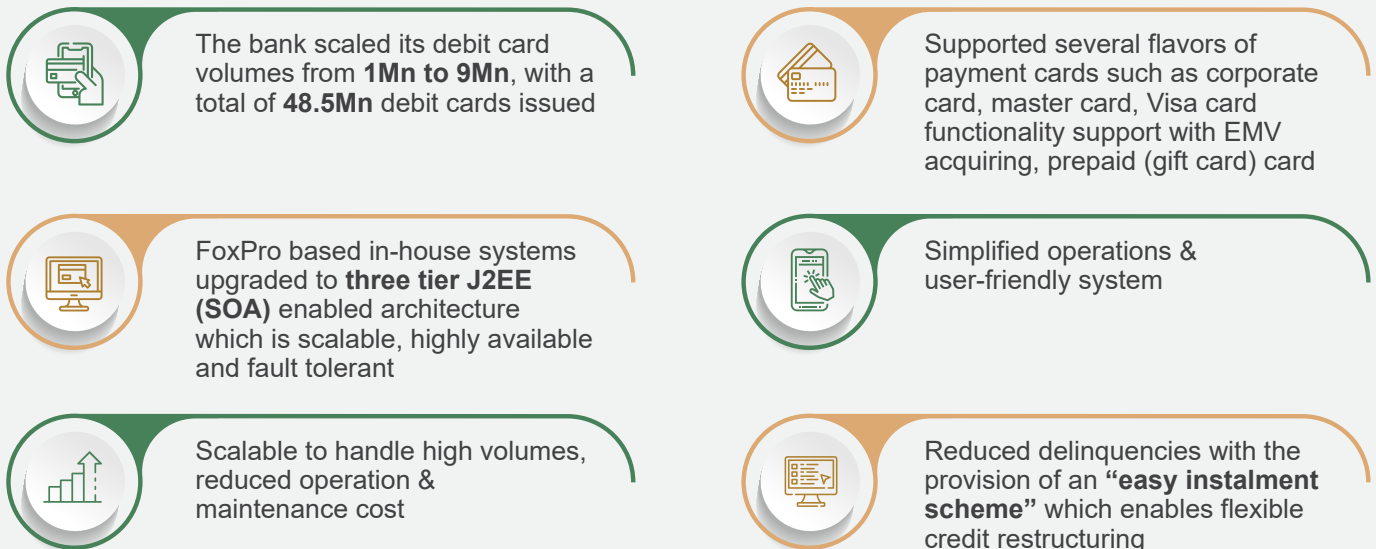 The bank scaled its debit card
volumes from 1Mn to 9Mn, with a
total of 48.5Mn debit cards issued
Supported several flavors of
payment cards such as corporate
card, master card, Visa card
functionality support with EMV
acquiring, prepaid (gift card) card
FoxPro based in-house systems
upgraded to three tier J2EE
(SOA) enabled architecture
which is scalable, highly available
and fault tolerant
Simplified operations &
user-friendly system
Scalable to handle high volumes,
reduced operation &
maintenance cost
Reduced delinquencies with the
provision of an “easy instalment
scheme” which enables flexible
credit restructuring